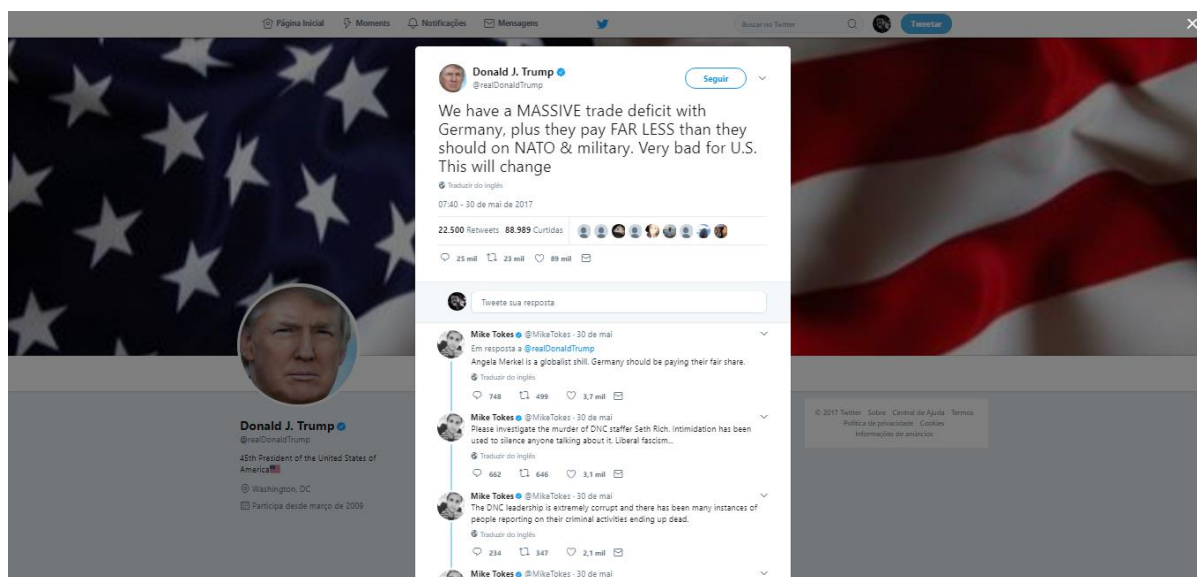 Página Inicial Moments Notificações Mensagens Buscar no Twitter Tweetar
Donald J. Trump
@realDonaldTrump
Seguir
We have a MASSIVE trade deficit with
Germany, plus they pay FAR LESS than they
should on NATO & military. Very bad for U.S.
This will change
Traduzir do inglês
07:40 - 30 de mai de 2017
22.500 Retweets 88.989 Curtidas
25 mil 23 mil 89 mil
Tweete sua resposta
Mike Tokes @MikeTokes · 30 de mai
Em resposta a @realDonaldTrump
Angela Merkel is a globalist shill. Germany should be paying their fair share.
Traduzir do inglês
748 499 3,7 mil
Mike Tokes @MikeTokes · 30 de mai
Please investigate the murder of DNC staffer Seth Rich. Intimidation has been
used to silence anyone talking about it. Liberal fascism...
Traduzir do inglês
662 646 3,1 mil
Mike Tokes @MikeTokes · 30 de mai
The DNC leadership is extremely corrupt and there has been many instances of
people reporting on their criminal activities ending up dead.
Traduzir do inglês
234 347 2,1 mil
Mike Tokes @MikeTokes · 30 de mai
Donald J. Trump
@realDonaldTrump
45th President of the United States of
America
Washington, DC
Participa desde março de 2009
© 2017 Twitter Sobre Central de Ajuda Termos
Política de privacidade Cookies
Informações de anúncios